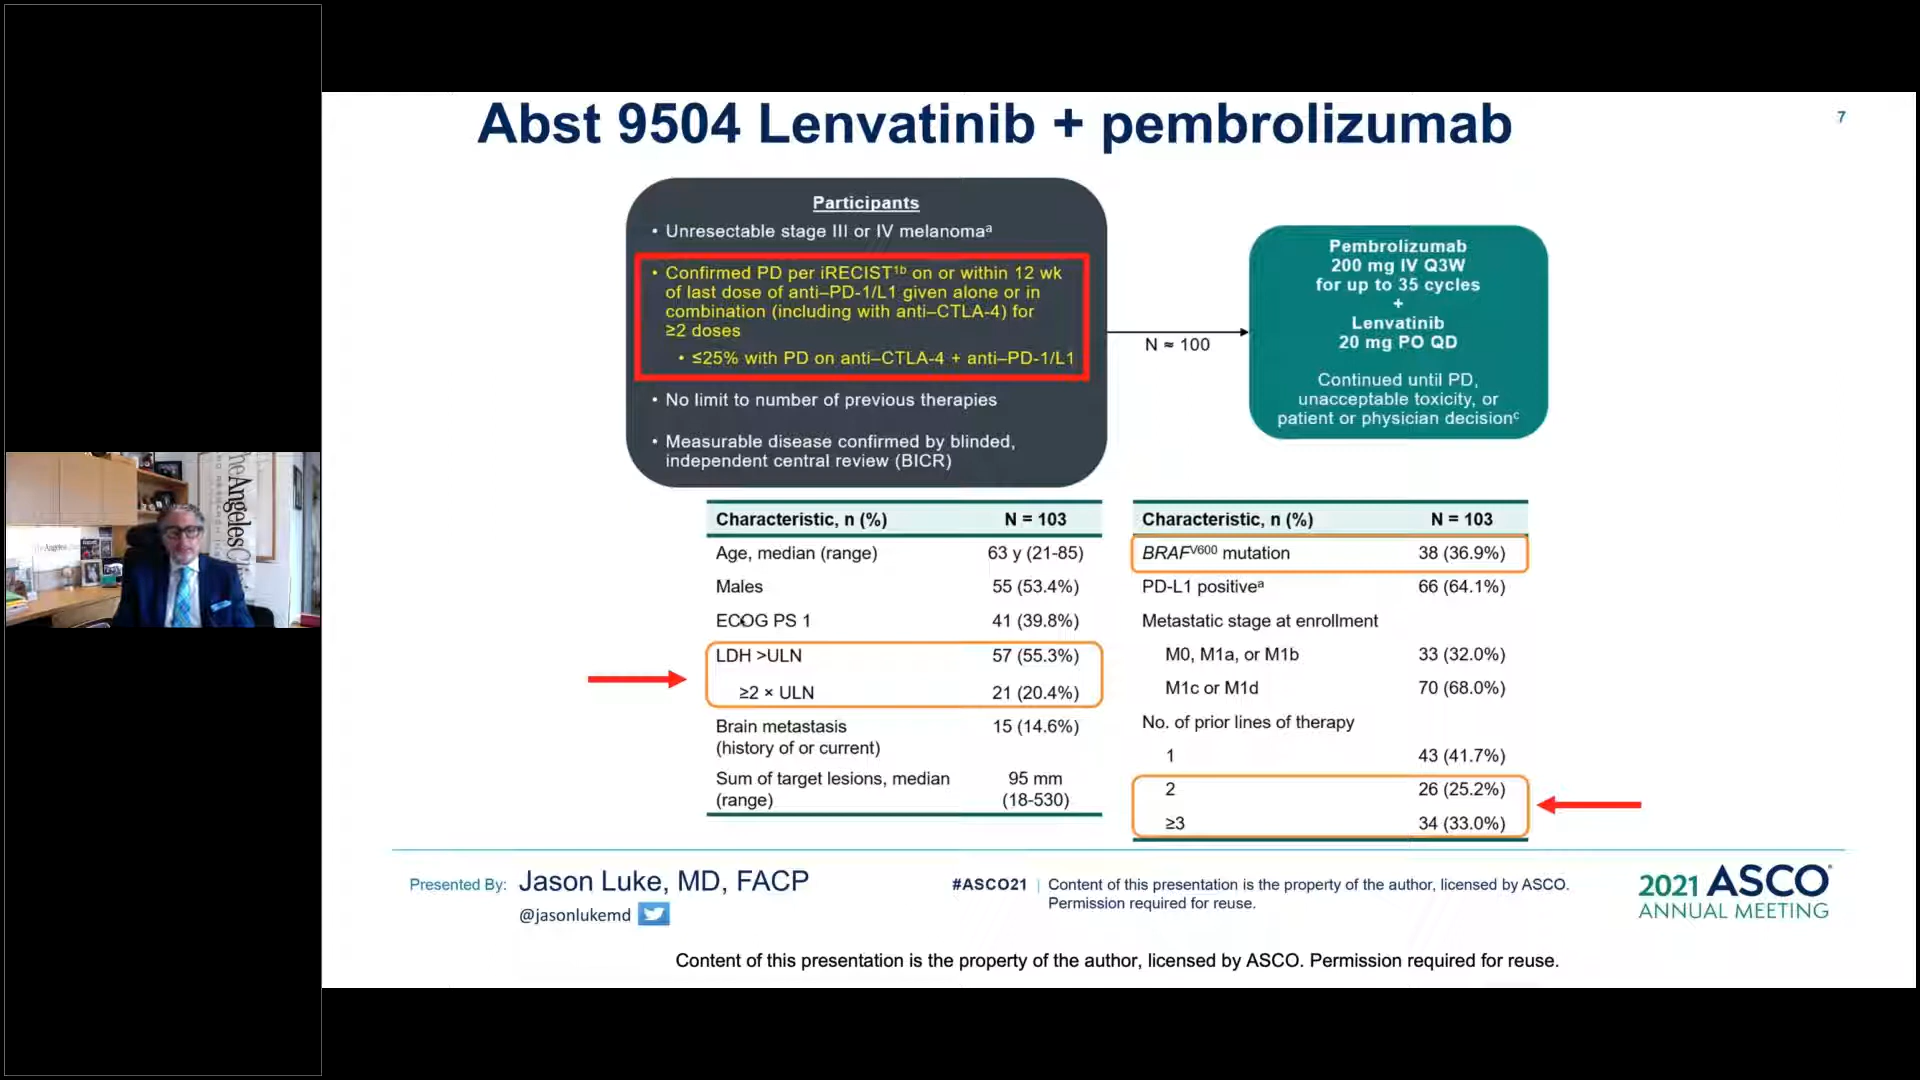 Abst 9504 Lenvatinib + pembrolizumab
7
Participants
• Unresectable stage III or IV melanomaᵃ
• Confirmed PD per iRECIST¹ᵇ on or within 12 wk
of last dose of anti–PD-1/L1 given alone or in
combination (including with anti–CTLA-4) for
≥2 doses
• ≤25% with PD on anti–CTLA-4 + anti–PD-1/L1
• No limit to number of previous therapies
• Measurable disease confirmed by blinded,
independent central review (BICR)
N ≈ 100
Pembrolizumab
200 mg IV Q3W
for up to 35 cycles
+
Lenvatinib
20 mg PO QD
Continued until PD,
unacceptable toxicity, or
patient or physician decisionᶜ
Characteristic, n (%) N = 103
Age, median (range) 63 y (21-85)
Males 55 (53.4%)
ECOG PS 1 41 (39.8%)
LDH >ULN 57 (55.3%)
≥2 × ULN 21 (20.4%)
Brain metastasis 15 (14.6%)
(history of or current)
Sum of target lesions, median 95 mm
(range) (18-530)
Characteristic, n (%) N = 103
BRAFⱽ⁶⁰⁰ mutation 38 (36.9%)
PD-L1 positiveᵃ 66 (64.1%)
Metastatic stage at enrollment
M0, M1a, or M1b 33 (32.0%)
M1c or M1d 70 (68.0%)
No. of prior lines of therapy
1 43 (41.7%)
2 26 (25.2%)
≥3 34 (33.0%)
Presented By: Jason Luke, MD, FACP
@jasonlukemd
#ASCO21 | Content of this presentation is the property of the author, licensed by ASCO.
Permission required for reuse.
2021 ASCO
ANNUAL MEETING
Content of this presentation is the property of the author, licensed by ASCO. Permission required for reuse.